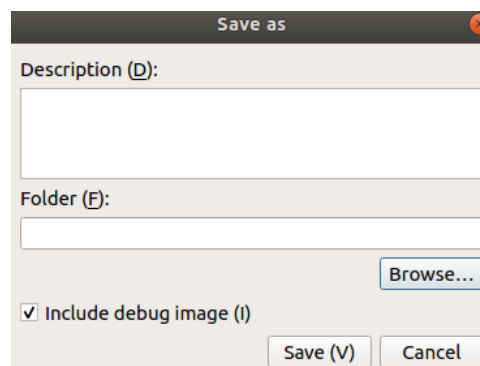 Save as
Description (D):
Folder (F):
Browse...
Include debug image (I)
Save (V) Cancel